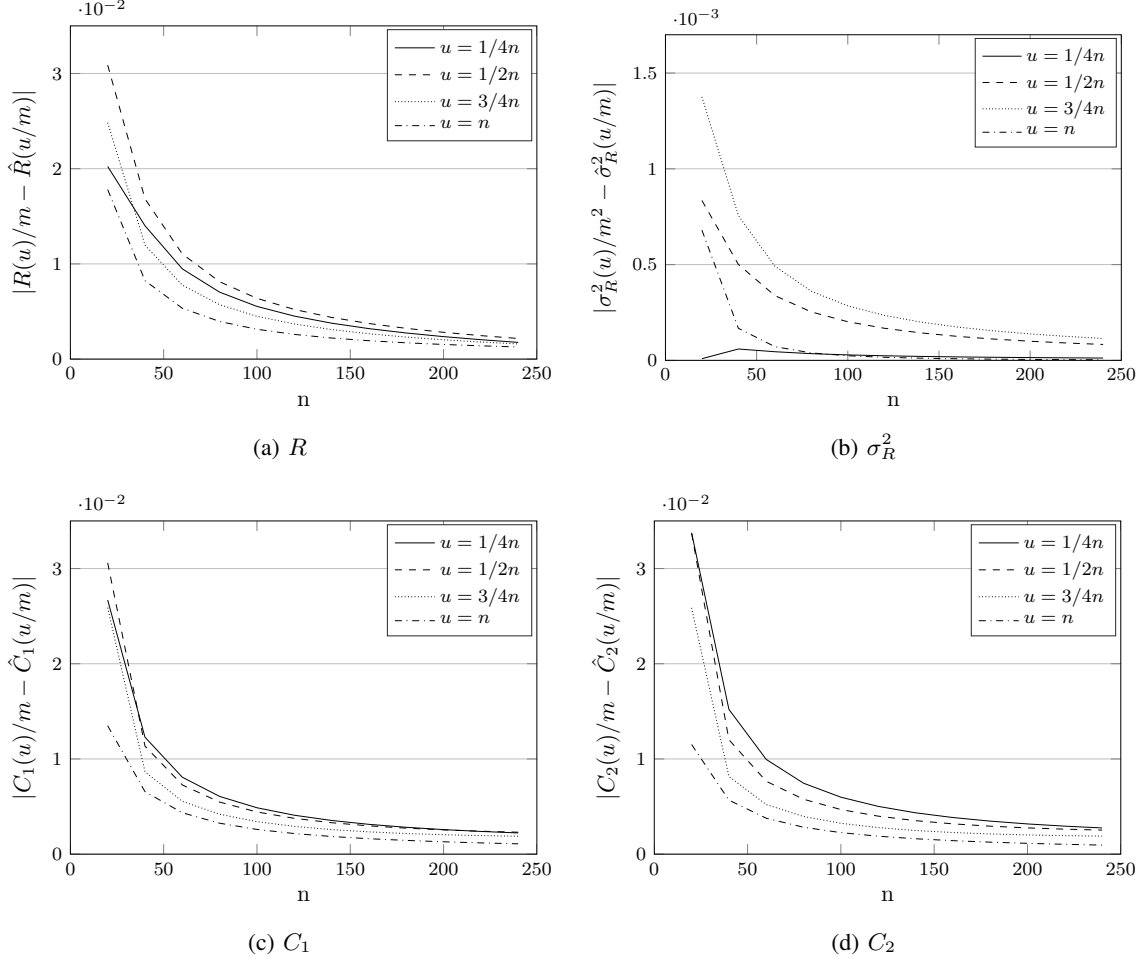 ·10⁻²
|R(u)/m − R̂(u/m)|
3
2
1
0
0 50 100 150 200 250
n
u = 1/4n
u = 1/2n
u = 3/4n
u = n
(a) R
·10⁻³
|σ²_R(u)/m² − σ̂²_R(u/m)|
1.5
1
0.5
0
0 50 100 150 200 250
n
u = 1/4n
u = 1/2n
u = 3/4n
u = n
(b) σ²_R
·10⁻²
|C₁(u)/m − Ĉ₁(u/m)|
3
2
1
0
0 50 100 150 200 250
n
u = 1/4n
u = 1/2n
u = 3/4n
u = n
(c) C₁
·10⁻²
|C₂(u)/m − Ĉ₂(u/m)|
3
2
1
0
0 50 100 150 200 250
n
u = 1/4n
u = 1/2n
u = 3/4n
u = n
(d) C₂